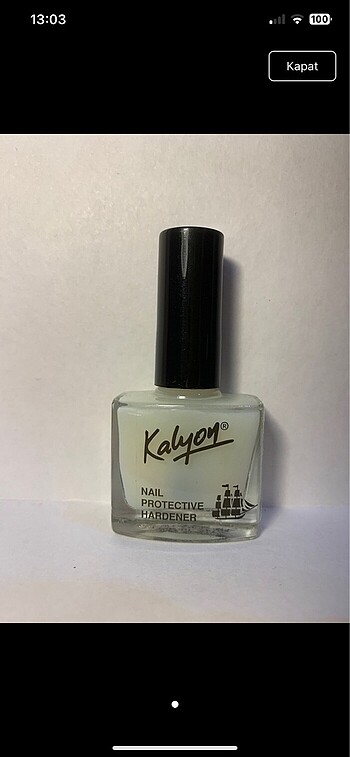 13:03
100
Kapat
Kalyon®
NAIL
PROTECTIVE
HARDENER